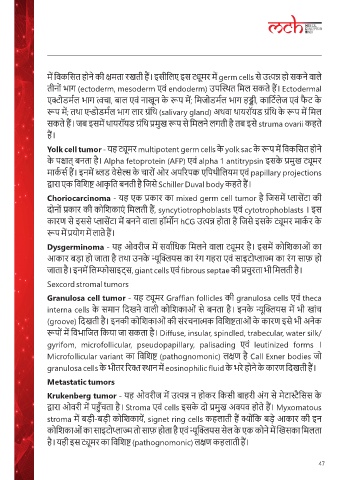 mch
में विकसित होने की क्षमता रखती हैं। इसीलिए इस ट्यूमर में germ cells से उत्पन्न हो सकने वाले
तीनों भाग (ectoderm, mesoderm एवं endoderm) उपस्थित मिल सकते हैं। Ectodermal
एक्टोडर्मल भाग त्वचा, बाल एवं नाखून के रूप में; मिजोडर्मल भाग हड्डी, कार्टिलेज एवं फैट के
रूप में; तथा एन्डोडर्मल भाग लार ग्रंथि (salivary gland) अथवा थायरॉयड ग्रंथि के रूप में मिल
सकते हैं। जब इसमें थायरॉयड ग्रंथि प्रमुख रूप से मिलने लगती है तब इसे struma ovarii कहते
हैं।
Yolk cell tumor - यह ट्यूमर multipotent germ cells के yolk sac के रूप में विकसित होने
के पश्चात् बनता है। Alpha fetoprotein (AFP) एवं alpha 1 antitrypsin इसके प्रमुख ट्यूमर
मार्कर्स हैं। इनमें ब्लड वेसेल्स के चारों ओर अपरिपक्व एपिथीलियम एवं papillary projections
द्वारा एक विशिष्ट आकृति बनती है जिसे Schiller Duval body कहते हैं।
Choriocarcinoma - यह एक प्रकार का mixed germ cell tumor है जिसमें प्लासेंटा की
दोनों प्रकार की कोशिकाएं मिलती हैं, syncytiotrophoblasts एवं cytotrophoblasts । इस
कारण से इससे प्लासेंटा में बनने वाला हॉर्मोन hCG उत्पन्न होता है जिसे इसके ट्यूमर मार्कर के
रूप में प्रयोग में लाते हैं।
Dysgerminoma - यह ओवरीज में सर्वाधिक मिलने वाला ट्यूमर है। इसमें कोशिकाओं का
आकार बड़ा हो जाता है तथा उनके न्यूक्लियस का रंग गहरा एवं साइटोप्लाज्म का रंग साफ़ हो
जाता है। इनमें लिम्फोसाइट्स, giant cells एवं fibrous septae की प्रचुरता भी मिलती है।
Sexcord stromal tumors
Granulosa cell tumor - यह ट्यूमर Graffian follicles की granulosa cells एवं theca
interna cells के समान दिखने वाली कोशिकाओं से बनता है। इनके न्यूक्लियस में भी खांच
(groove) दिखती है। इनकी कोशिकाओं की संरचनात्मक विशिष्टताओं के कारण इसे भी अनेक
रूपों में विभाजित किया जा सकता है। Diffuse, insular, spindled, trabecular, water silk/
gyrifom, microfollicular, pseudopapillary, palisading एवं leutinized forms ।
Microfollicular variant का विशिष्ट (pathognomonic) लक्षण है Call Exner bodies जो
granulosa cells के भीतर रिक्त स्थान में eosinophilic fluid के भरे होने के कारण दिखती हैं।
Metastatic tumors
Krukenberg tumor - यह ओवरीज में उत्पन्न न होकर किसी बाहरी अंग से मेटास्टैसिस के
द्वारा ओवरी में पहुँचता है। Stroma एवं cells इसके दो प्रमुख अवयव होते हैं। Myxomatous
stroma में बड़ी-बड़ी कोशिकायें, signet ring cells कहलाती हैं क्योंकि बड़े आकार की इन
कोशिकाओं का साइटोप्लाज्म तो साफ़ होता है एवं न्यूक्लियस सेल के एक कोने में खिसका मिलता
है। यही इस ट्यूमर का विशिष्ट (pathognomonic) लक्षण कहलाती हैं।
47